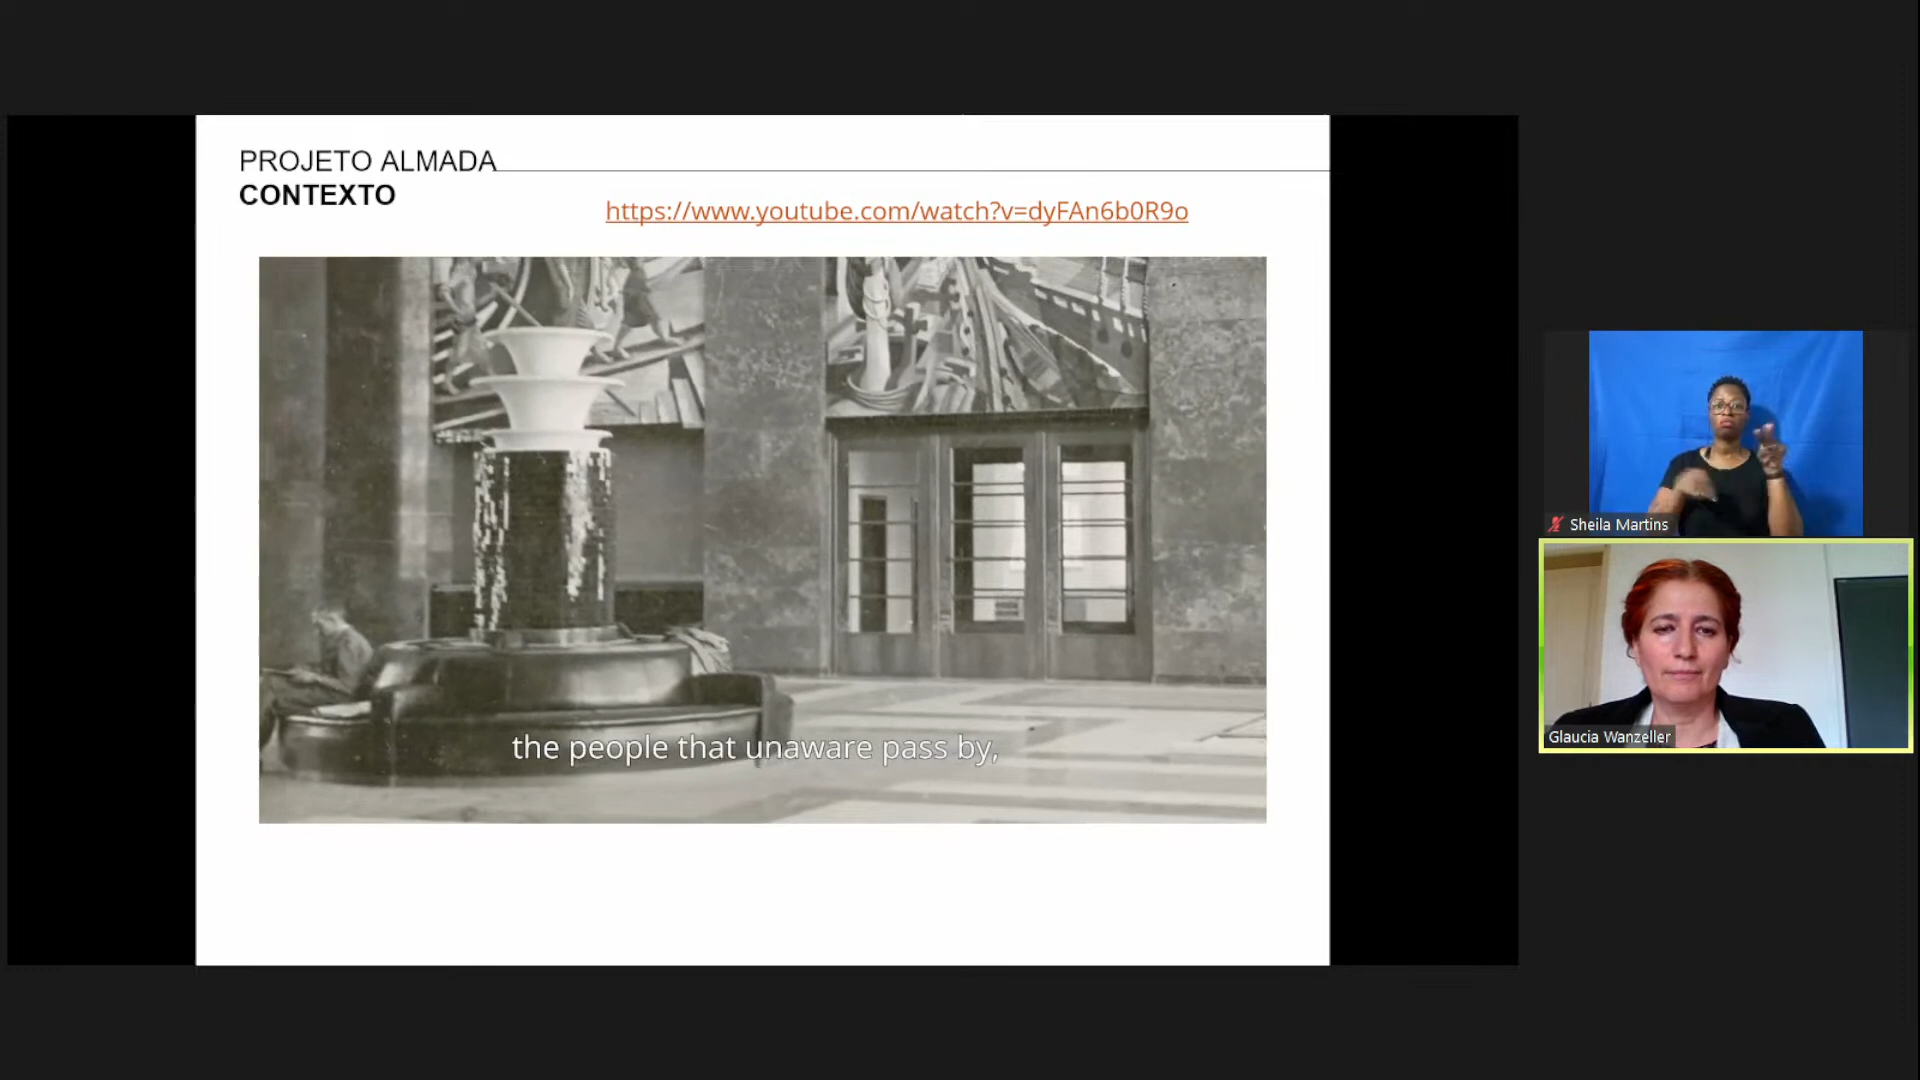 PROJETO ALMADA
CONTEXTO
https://www.youtube.com/watch?v=dyFAn6b0R9o
the people that unaware pass by,
Sheila Martins
Glaucia Wanzeller